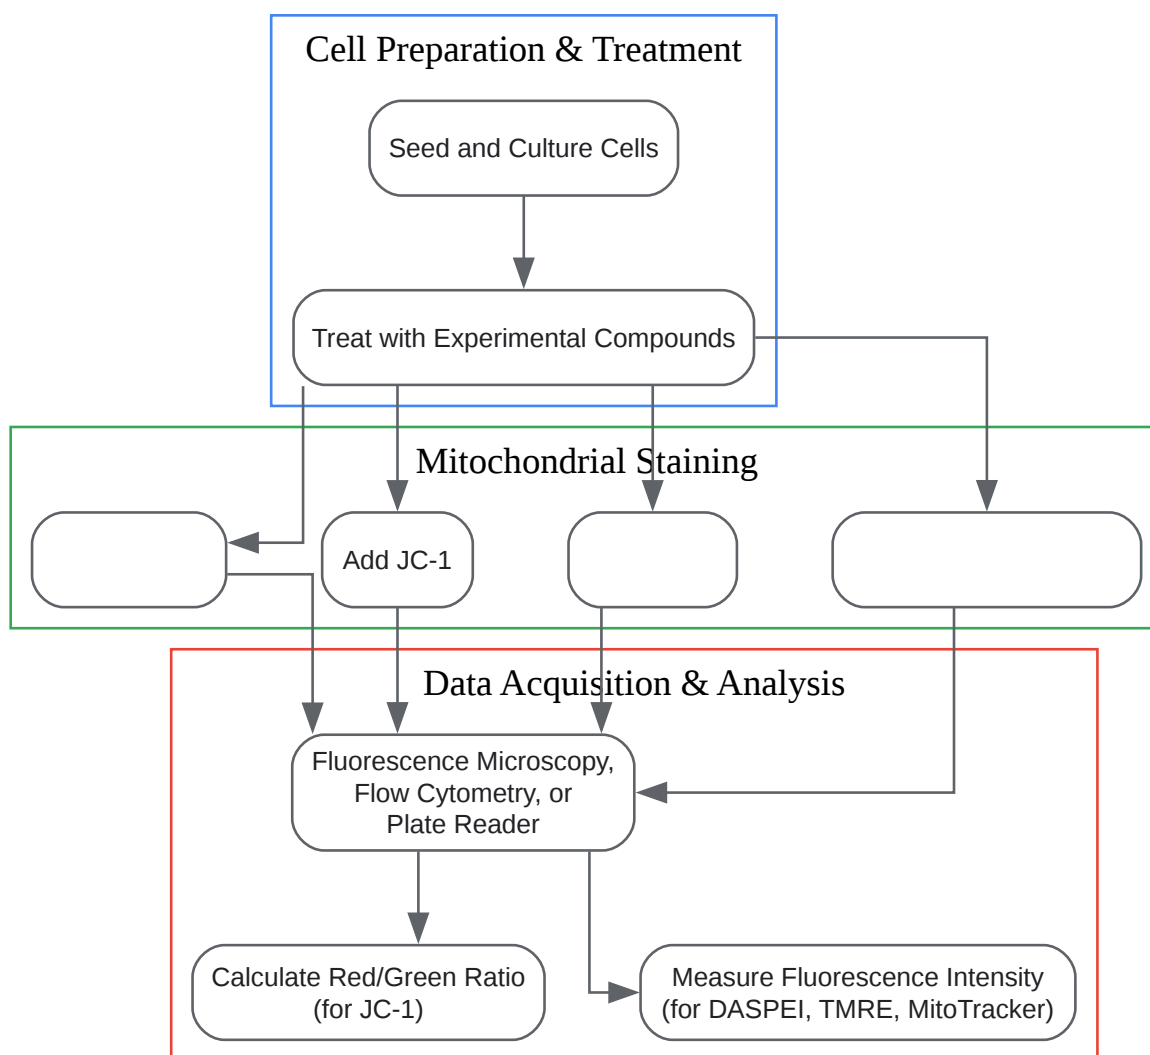 Cell Preparation & Treatment
Seed and Culture Cells
Treat with Experimental Compounds
Mitochondrial Staining
Add JC-1
Data Acquisition & Analysis
Fluorescence Microscopy,
Flow Cytometry, or
Plate Reader
Calculate Red/Green Ratio
(for JC-1)
Measure Fluorescence Intensity
(for DASPEI, TMRE, MitoTracker)